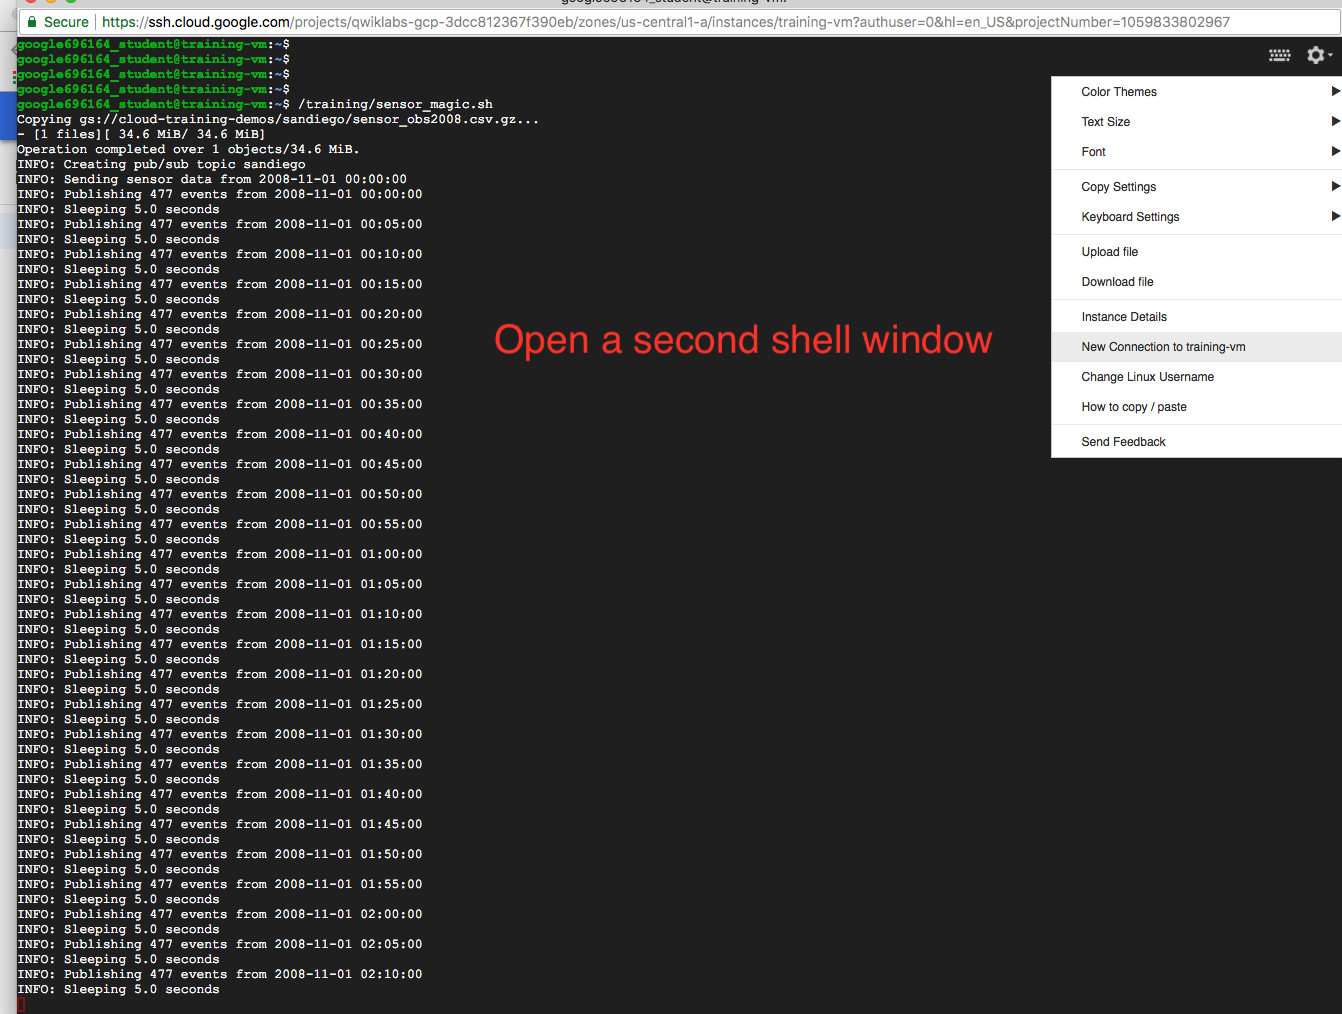 Secure https://ssh.cloud.google.com/projects/qwiklabs-gcp-3dcc812367f390eb/zones/us-central1-a/instances/training-vm?authuser=0&hl=en_US&projectNumber=1059833802967
google696164_student@training-vm:~$
google696164_student@training-vm:~$
google696164_student@training-vm:~$
google696164_student@training-vm:~$
google696164_student@training-vm:~$ /training/sensor_magic.sh
Copying gs://cloud-training-demos/sandiego/sensor_obs2008.csv.gz...
- [1 files][ 34.6 MiB/ 34.6 MiB]
Operation completed over 1 objects/34.6 MiB.
INFO: Creating pub/sub topic sandiego
INFO: Sending sensor data from 2008-11-01 00:00:00
INFO: Publishing 477 events from 2008-11-01 00:00:00
INFO: Sleeping 5.0 seconds
INFO: Publishing 477 events from 2008-11-01 00:05:00
INFO: Sleeping 5.0 seconds
INFO: Publishing 477 events from 2008-11-01 00:10:00
INFO: Sleeping 5.0 seconds
INFO: Publishing 477 events from 2008-11-01 00:15:00
INFO: Sleeping 5.0 seconds
INFO: Publishing 477 events from 2008-11-01 00:20:00
INFO: Sleeping 5.0 seconds
INFO: Publishing 477 events from 2008-11-01 00:25:00
INFO: Sleeping 5.0 seconds
INFO: Publishing 477 events from 2008-11-01 00:30:00
INFO: Sleeping 5.0 seconds
INFO: Publishing 477 events from 2008-11-01 00:35:00
INFO: Sleeping 5.0 seconds
INFO: Publishing 477 events from 2008-11-01 00:40:00
INFO: Sleeping 5.0 seconds
INFO: Publishing 477 events from 2008-11-01 00:45:00
INFO: Sleeping 5.0 seconds
INFO: Publishing 477 events from 2008-11-01 00:50:00
INFO: Sleeping 5.0 seconds
INFO: Publishing 477 events from 2008-11-01 00:55:00
INFO: Sleeping 5.0 seconds
INFO: Publishing 477 events from 2008-11-01 01:00:00
INFO: Sleeping 5.0 seconds
INFO: Publishing 477 events from 2008-11-01 01:05:00
INFO: Sleeping 5.0 seconds
INFO: Publishing 477 events from 2008-11-01 01:10:00
INFO: Sleeping 5.0 seconds
INFO: Publishing 477 events from 2008-11-01 01:15:00
INFO: Sleeping 5.0 seconds
INFO: Publishing 477 events from 2008-11-01 01:20:00
INFO: Sleeping 5.0 seconds
INFO: Publishing 477 events from 2008-11-01 01:25:00
INFO: Sleeping 5.0 seconds
INFO: Publishing 477 events from 2008-11-01 01:30:00
INFO: Sleeping 5.0 seconds
INFO: Publishing 477 events from 2008-11-01 01:35:00
INFO: Sleeping 5.0 seconds
INFO: Publishing 477 events from 2008-11-01 01:40:00
INFO: Sleeping 5.0 seconds
INFO: Publishing 477 events from 2008-11-01 01:45:00
INFO: Sleeping 5.0 seconds
INFO: Publishing 477 events from 2008-11-01 01:50:00
INFO: Sleeping 5.0 seconds
INFO: Publishing 477 events from 2008-11-01 01:55:00
INFO: Sleeping 5.0 seconds
INFO: Publishing 477 events from 2008-11-01 02:00:00
INFO: Sleeping 5.0 seconds
INFO: Publishing 477 events from 2008-11-01 02:05:00
INFO: Sleeping 5.0 seconds
INFO: Publishing 477 events from 2008-11-01 02:10:00
INFO: Sleeping 5.0 seconds
Open a second shell window
Color Themes
Text Size
Font
Copy Settings
Keyboard Settings
Upload file
Download file
Instance Details
New Connection to training-vm
Change Linux Username
How to copy / paste
Send Feedback